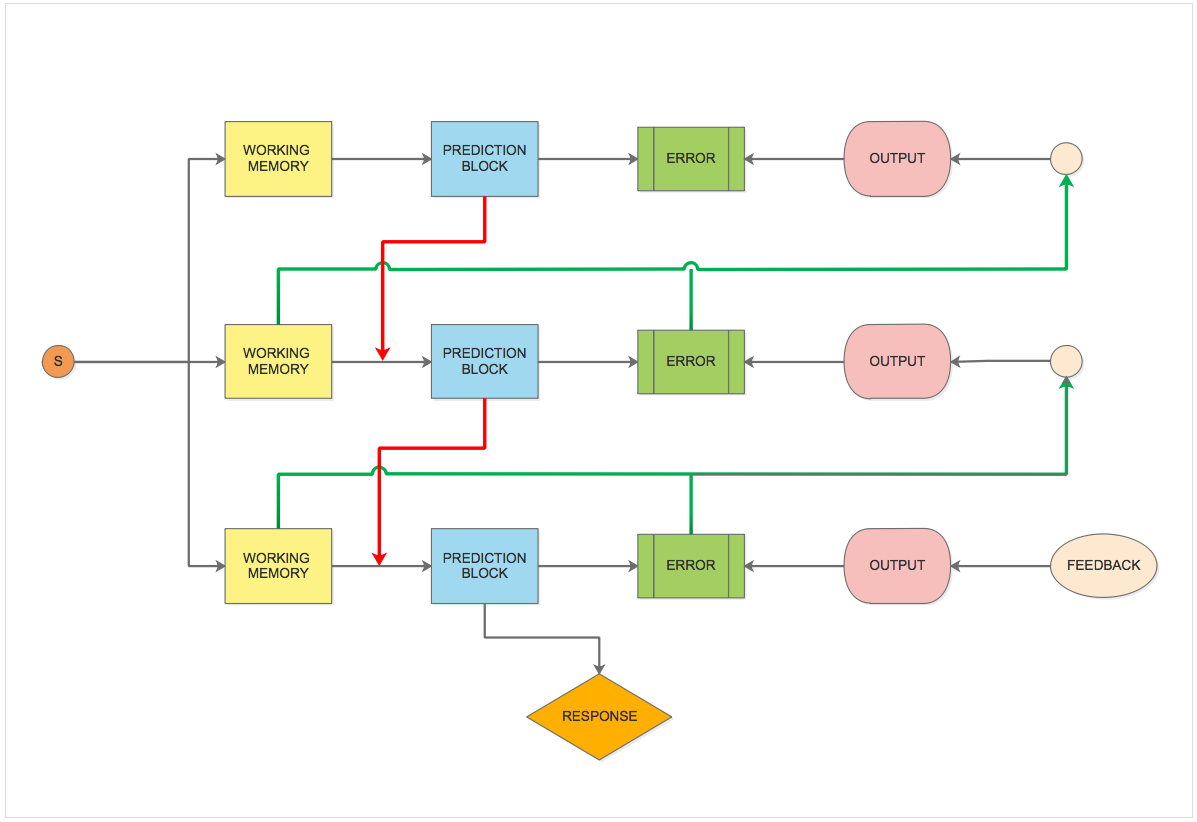 WORKING
MEMORY
PREDICTION
BLOCK
ERROR
OUTPUT
S
WORKING
MEMORY
PREDICTION
BLOCK
ERROR
OUTPUT
WORKING
MEMORY
PREDICTION
BLOCK
ERROR
OUTPUT
FEEDBACK
RESPONSE